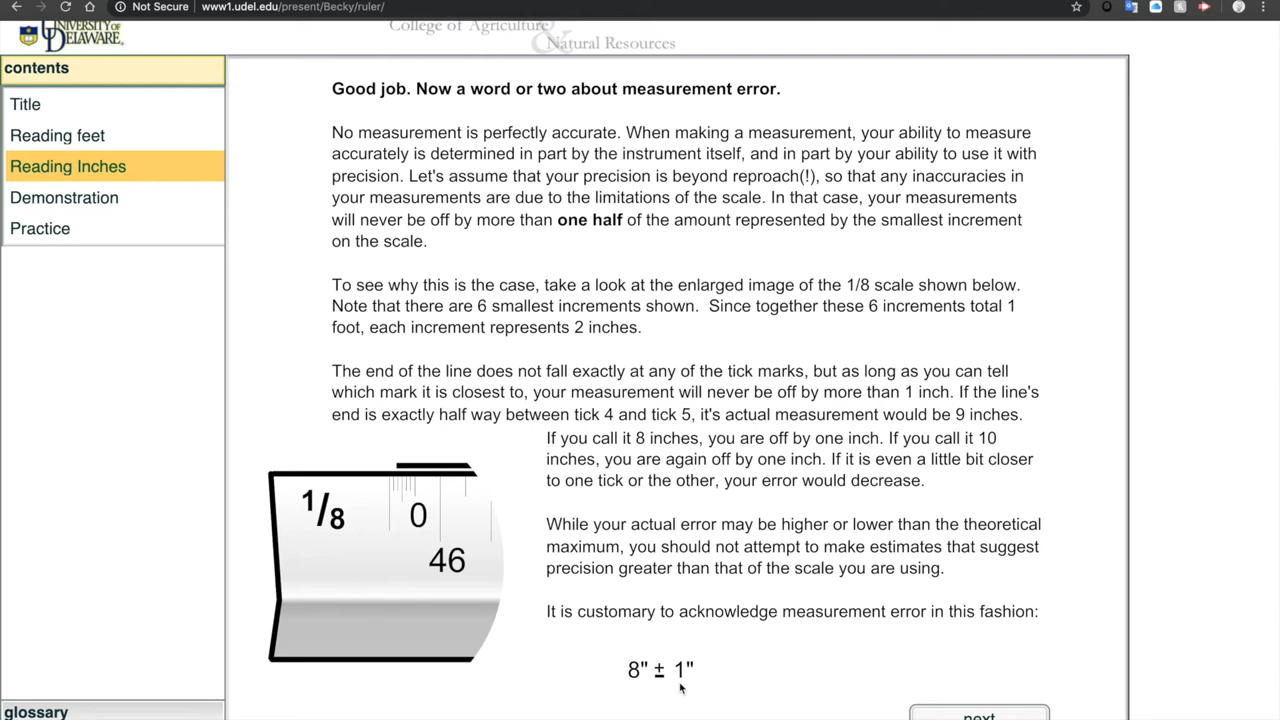 Not Secure www1.udel.edu/present/Becky/ruler/
UNIVERSITY OF DELAWARE
College of Agriculture
& Natural Resources
contents
Title
Reading feet
Reading Inches
Demonstration
Practice
glossary
Good job. Now a word or two about measurement error.
No measurement is perfectly accurate. When making a measurement, your ability to measure
accurately is determined in part by the instrument itself, and in part by your ability to use it with
precision. Let's assume that your precision is beyond reproach(!), so that any inaccuracies in
your measurements are due to the limitations of the scale. In that case, your measurements
will never be off by more than one half of the amount represented by the smallest increment
on the scale.
To see why this is the case, take a look at the enlarged image of the 1/8 scale shown below.
Note that there are 6 smallest increments shown. Since together these 6 increments total 1
foot, each increment represents 2 inches.
The end of the line does not fall exactly at any of the tick marks, but as long as you can tell
which mark it is closest to, your measurement will never be off by more than 1 inch. If the line's
end is exactly half way between tick 4 and tick 5, it's actual measurement would be 9 inches.
If you call it 8 inches, you are off by one inch. If you call it 10
inches, you are again off by one inch. If it is even a little bit closer
to one tick or the other, your error would decrease.
While your actual error may be higher or lower than the theoretical
maximum, you should not attempt to make estimates that suggest
precision greater than that of the scale you are using.
It is customary to acknowledge measurement error in this fashion:
8" ± 1"
1/8
0
46
next